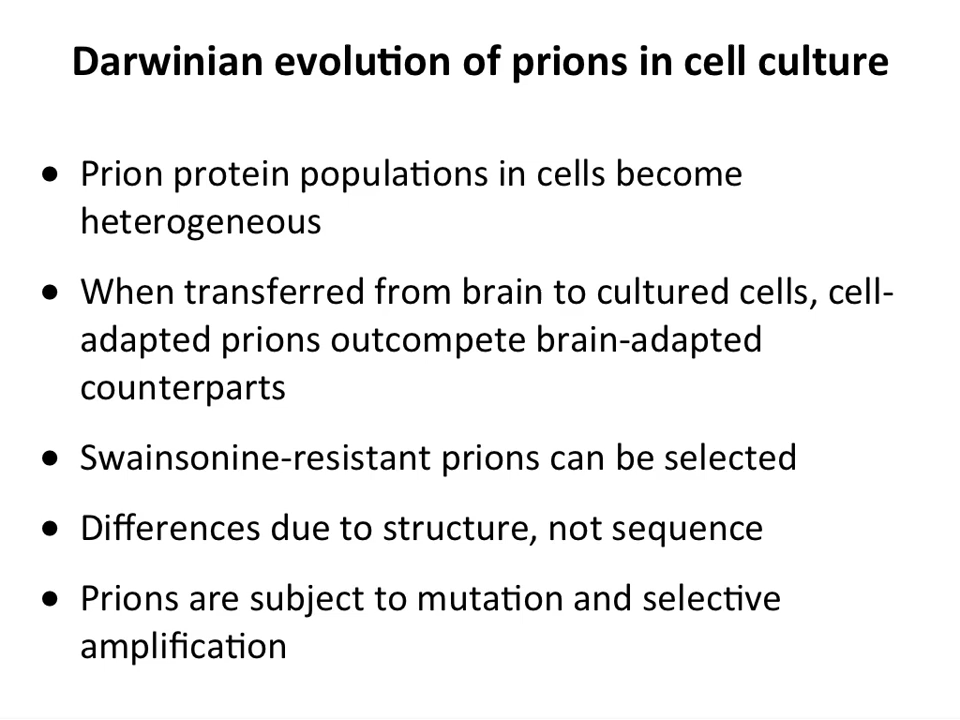 Darwinian evolution of prions in cell culture
• Prion protein populations in cells become
heterogeneous
• When transferred from brain to cultured cells, cell-
adapted prions outcompete brain-adapted
counterparts
• Swainsonine-resistant prions can be selected
• Differences due to structure, not sequence
• Prions are subject to mutation and selective
amplification